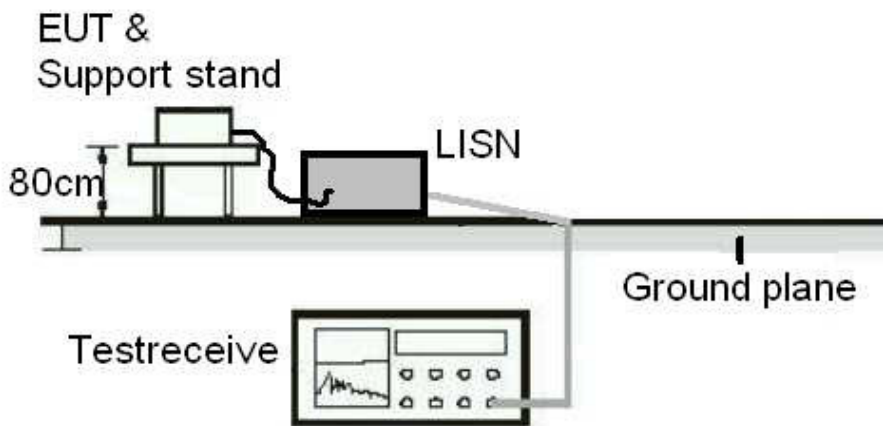 EUT &
Support stand
LISN
80cm
Ground plane
Testreceive